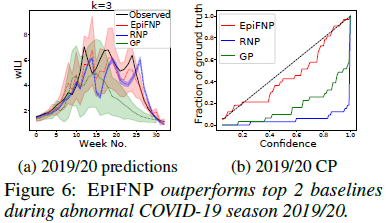 k=3
Observed
EpiFNP
RNP
GP
wILI
8
6
4
2
0 5 10 15 20 25 30
Week No.
(a) 2019/20 predictions
EpiFNP
RNP
GP
Fraction of ground truth
1.0
0.8
0.6
0.4
0.2
0.0
0.0 0.2 0.4 0.6 0.8 1.0
Confidence
(b) 2019/20 CP
Figure 6: EPIFNP outperforms top 2 baselines
during abnormal COVID-19 season 2019/20.